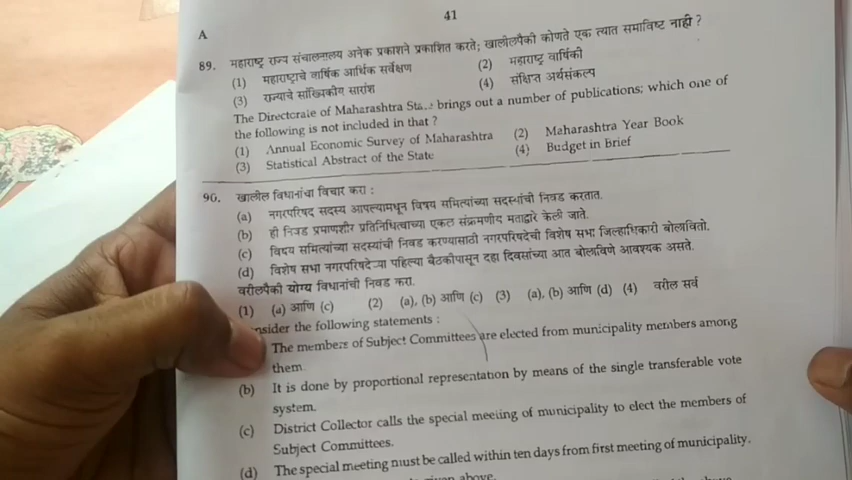 41
A
89. महाराष्ट्र राज्य संचालनालय अनेक प्रकाशने प्रकाशित करते; खालीलपैकी कोणते एक त्यात समाविष्ट नाही ?
(1) महाराष्ट्राचे वार्षिक आर्थिक सर्वेक्षण (2) महाराष्ट्र वार्षिकी
(3) राज्याचे सांख्यिकीय सारांश (4) संक्षिप्त अर्थसंकल्प
The Directorate of Maharashtra State brings out a number of publications; which one of
the following is not included in that ?
(1) Annual Economic Survey of Maharashtra (2) Maharashtra Year Book
(3) Statistical Abstract of the State (4) Budget in Brief
90. खालील विधानांचा विचार करा :
(a) नगरपरिषद सदस्य आपल्यामधून विषय समित्यांच्या सदस्यांची निवड करतात.
(b) ही निवड प्रमाणशीर प्रतिनिधित्वाच्या एकल संक्रमणीय मताद्वारे केली जाते.
(c) विषय समित्यांच्या सदस्यांची निवड करण्यासाठी नगरपरिषदेची विशेष सभा जिल्हाधिकारी बोलावितो.
(d) विशेष सभा नगरपरिषदेच्या पहिल्या बैठकीपासून दहा दिवसांच्या आत बोलाविणे आवश्यक असते.
वरीलपैकी योग्य विधानांची निवड करा.
(1) (a) आणि (c) (2) (a), (b) आणि (c) (3) (a), (b) आणि (d) (4) वरील सर्व
nsider the following statements :
The members of Subject Committees are elected from municipality members among
them.
(b) It is done by proportional representation by means of the single transferable vote
system.
(c) District Collector calls the special meeting of municipality to elect the members of
Subject Committees.
(d) The special meeting must be called within ten days from first meeting of municipality.
given above.